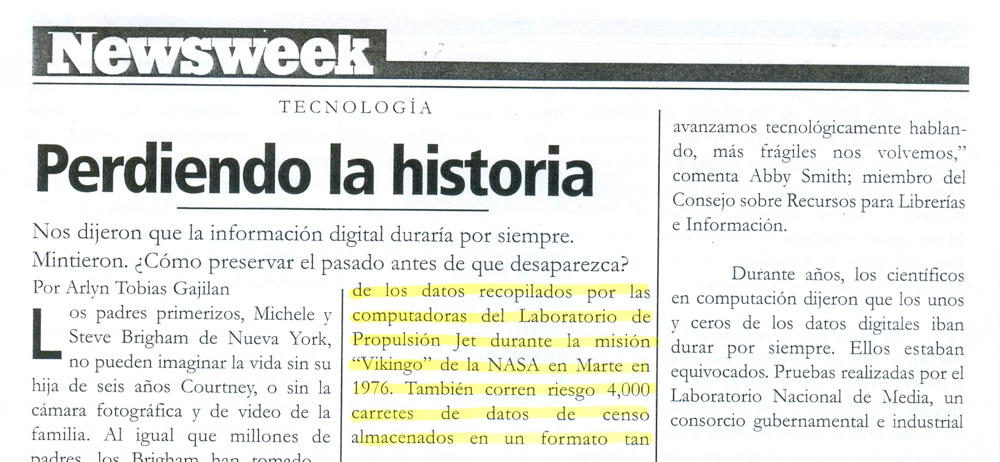 Newsweek
TECNOLOGÍA
Perdiendo la historia
Nos dijeron que la información digital duraría por siempre.
Mintieron. ¿Cómo preservar el pasado antes de que desaparezca?
Por Arlyn Tobias Gajilan
Los padres primerizos, Michele y
Steve Brigham de Nueva York,
no pueden imaginar la vida sin su
hija de seis años Courtney, o sin la
cámara fotográfica y de video de la
familia. Al igual que millones de
padres, los Brigham han tomado
de los datos recopilados por las
computadoras del Laboratorio de
Propulsión Jet durante la misión
“Vikingo” de la NASA en Marte en
1976. También corren riesgo 4,000
carretes de datos de censo
almacenados en un formato tan
avanzamos tecnológicamente hablan-
do, más frágiles nos volvemos,”
comenta Abby Smith; miembro del
Consejo sobre Recursos para Librerías
e Información.
Durante años, los científicos
en computación dijeron que los unos
y ceros de los datos digitales iban
durar por siempre. Ellos estaban
equivocados. Pruebas realizadas por el
Laboratorio Nacional de Media, un
consorcio gubernamental e industrial